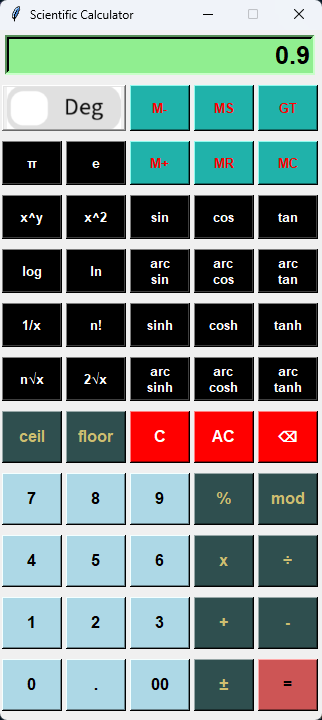 Scientific Calculator
0.9
Deg M- MS GT
π e M+ MR MC
x^y x^2 sin cos tan
log ln arc sin arc cos arc tan
1/x n! sinh cosh tanh
n√x 2√x arc sinh arc cosh arc tanh
ceil floor C AC ⌫
7 8 9 % mod
4 5 6 x ÷
1 2 3 + -
0 . 00 ± =